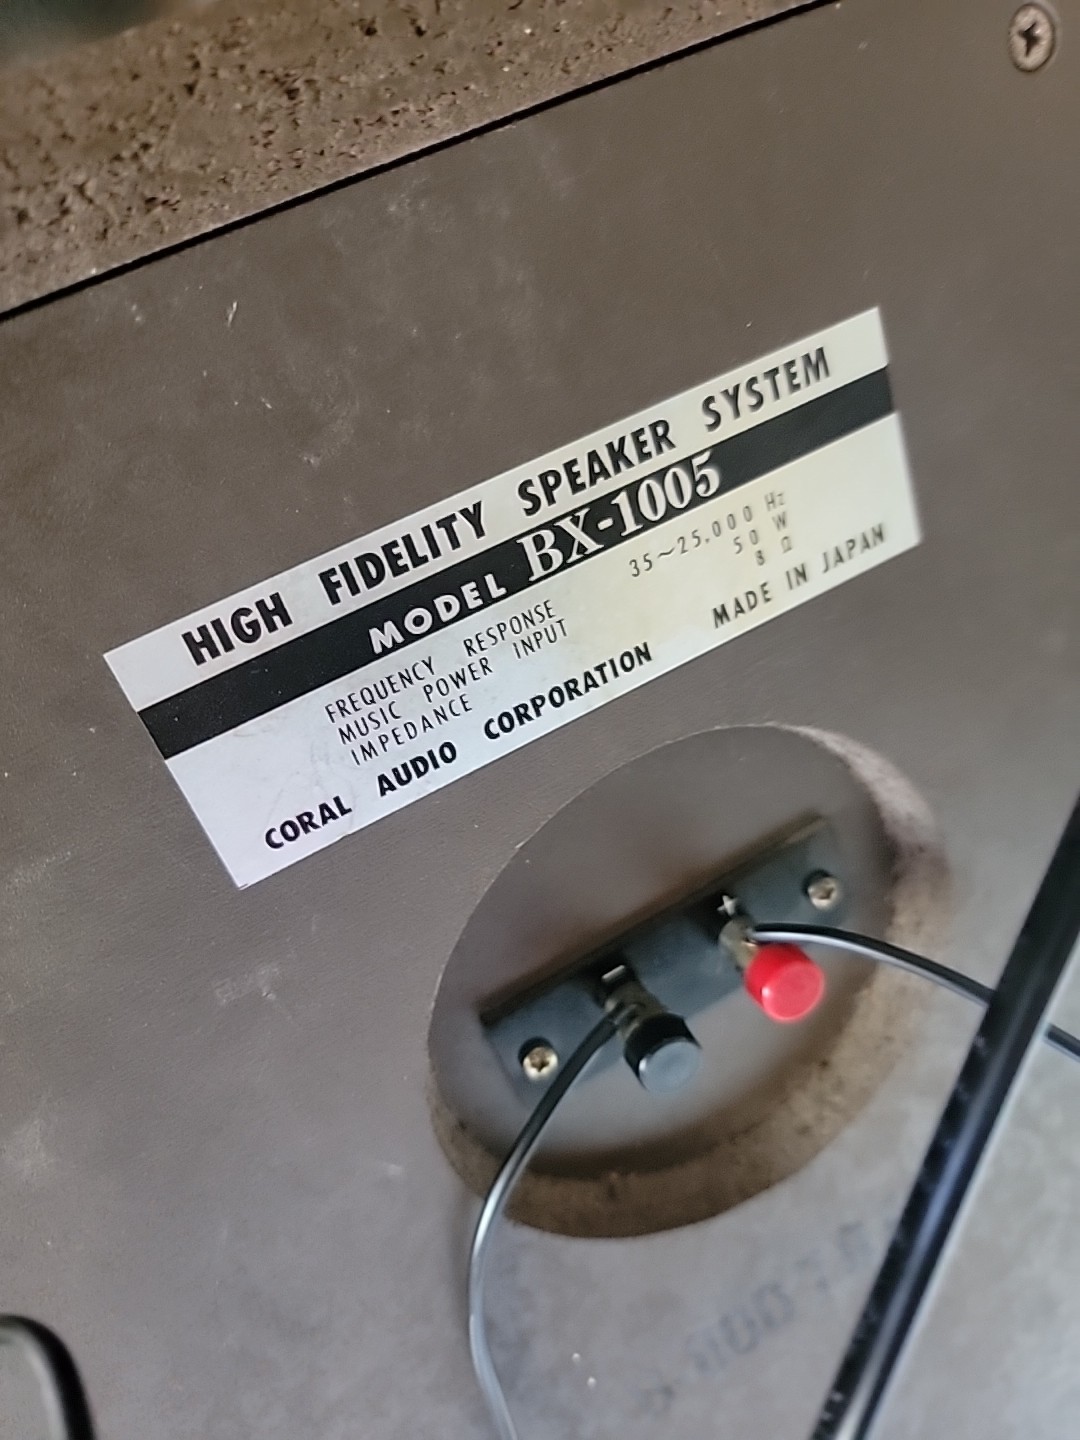 HIGH FIDELITY SPEAKER SYSTEM
MODEL BX-1005
FREQUENCY RESPONSE 35~25,000 Hz
MUSIC POWER INPUT 50 W
IMPEDANCE 8 Ω
CORAL AUDIO CORPORATION MADE IN JAPAN
- +